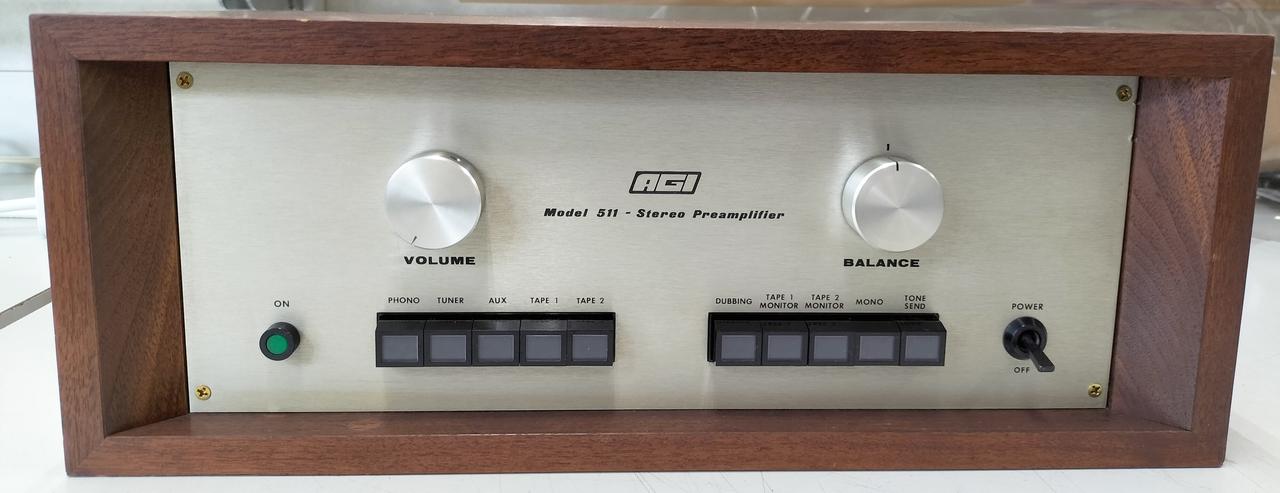 AGI
Model 511 - Stereo Preamplifier
VOLUME
BALANCE
ON
PHONO TUNER AUX TAPE 1 TAPE 2
DUBBING TAPE 1 MONITOR TAPE 2 MONITOR MONO TONE SEND
POWER
OFF